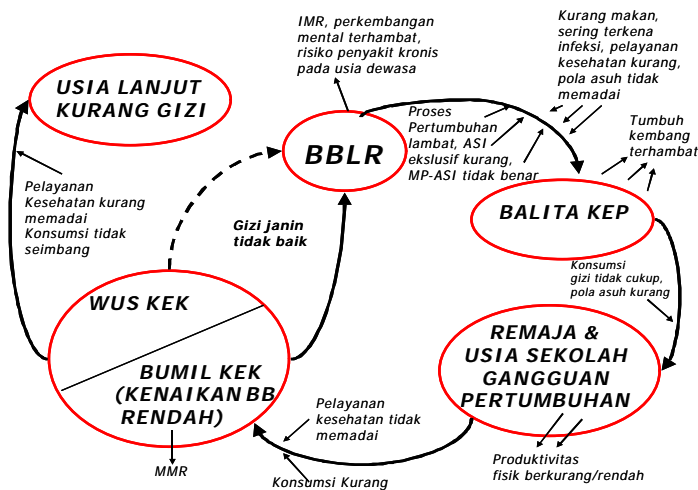 IMR, perkembangan
mental terhambat,
risiko penyakit kronis
pada usia dewasa
Kurang makan,
sering terkena
infeksi, pelayanan
kesehatan kurang,
pola asuh tidak
memadai
USIA LANJUT
KURANG GIZI
BBLR
Proses
Pertumbuhan
lambat, ASI
ekslusif kurang,
MP-ASI tidak benar
Tumbuh
kembang
terhambat
Pelayanan
Kesehatan kurang
memadai
Konsumsi tidak
seimbang
Gizi janin
tidak baik
BALITA KEP
Konsumsi
gizi tidak cukup,
pola asuh kurang
WUS KEK
BUMIL KEK
(KENAIKAN BB
RENDAH)
REMAJA &
USIA SEKOLAH
GANGGUAN
PERTUMBUHAN
Pelayanan
kesehatan tidak
memadai
MMR
Konsumsi Kurang
Produktivitas
fisik berkurang/rendah